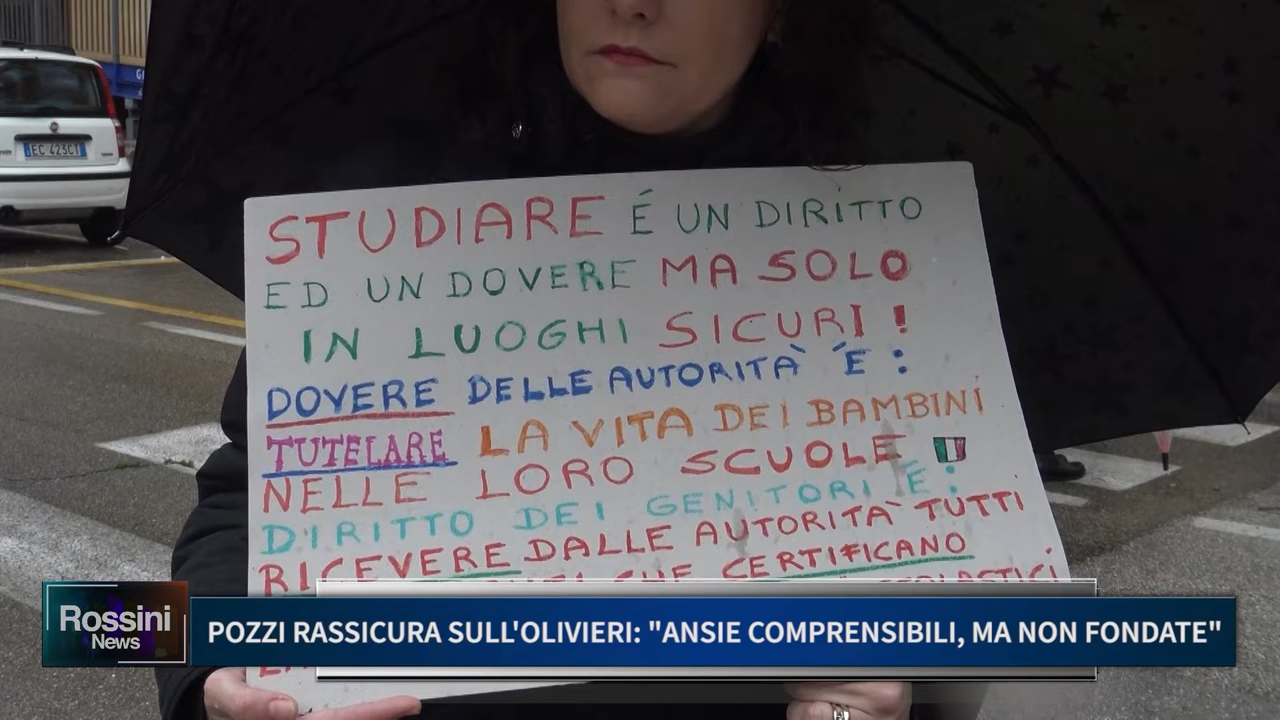 EC 423CT
STUDIARE É UN DIRITTO
ED UN DOVERE MA SOLO
IN LUOGHI SICURI !
DOVERE DELLE AUTORITÀ É :
TUTELARE LA VITA DEI BAMBINI
NELLE LORO SCUOLE
DIRITTO DEI GENITORI É :
RICEVERE DALLE AUTORITÀ TUTTI
CHE CERTIFICANO
Rossini
News
POZZI RASSICURA SULL'OLIVIERI: "ANSIE COMPRENSIBILI, MA NON FONDATE"